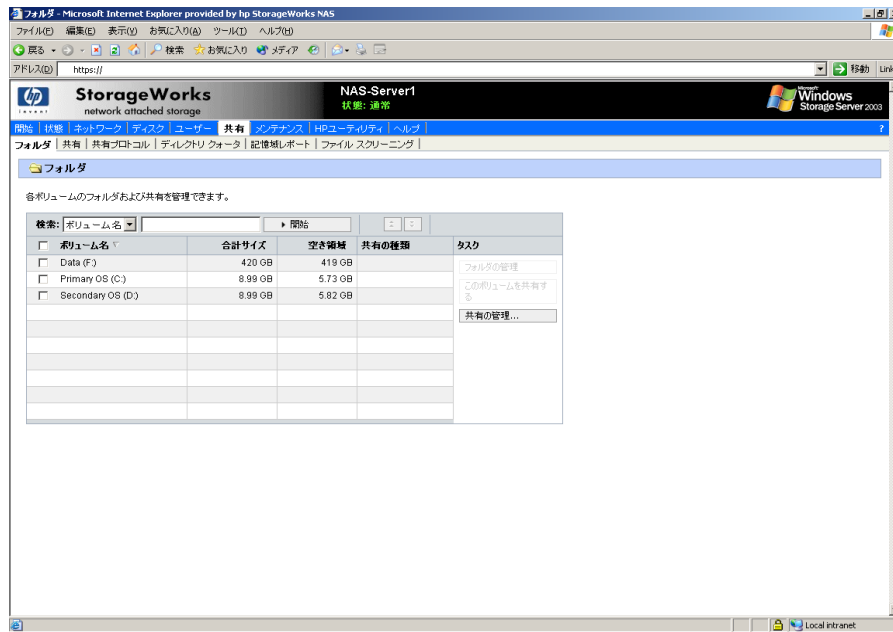 フォルダ - Microsoft Internet Explorer provided by hp StorageWorks NAS
ファイル(F) 編集(E) 表示(V) お気に入り(A) ツール(T) ヘルプ(H)
戻る 検索 お気に入り メディア
アドレス(D) https:// 移動 Link
hp invent
StorageWorks
network attached storage
NAS-Server1
状態: 通常
Microsoft
Windows
Storage Server 2003
開始 | 状態 | ネットワーク | ディスク | ユーザー | 共有 | メンテナンス | HPユーティリティ | ヘルプ | ?
フォルダ | 共有 | 共有プロトコル | ディレクトリ クォータ | 記憶域レポート | ファイル スクリーニング |
フォルダ
各ボリュームのフォルダおよび共有を管理できます。
検索: ボリューム名 開始
ボリューム名 合計サイズ 空き領域 共有の種類 タスク
Data (F:) 420 GB 419 GB
Primary OS (C:) 8.99 GB 5.73 GB
Secondary OS (D:) 8.99 GB 5.82 GB
フォルダの管理
このボリュームを共有す
る
共有の管理...
Local intranet